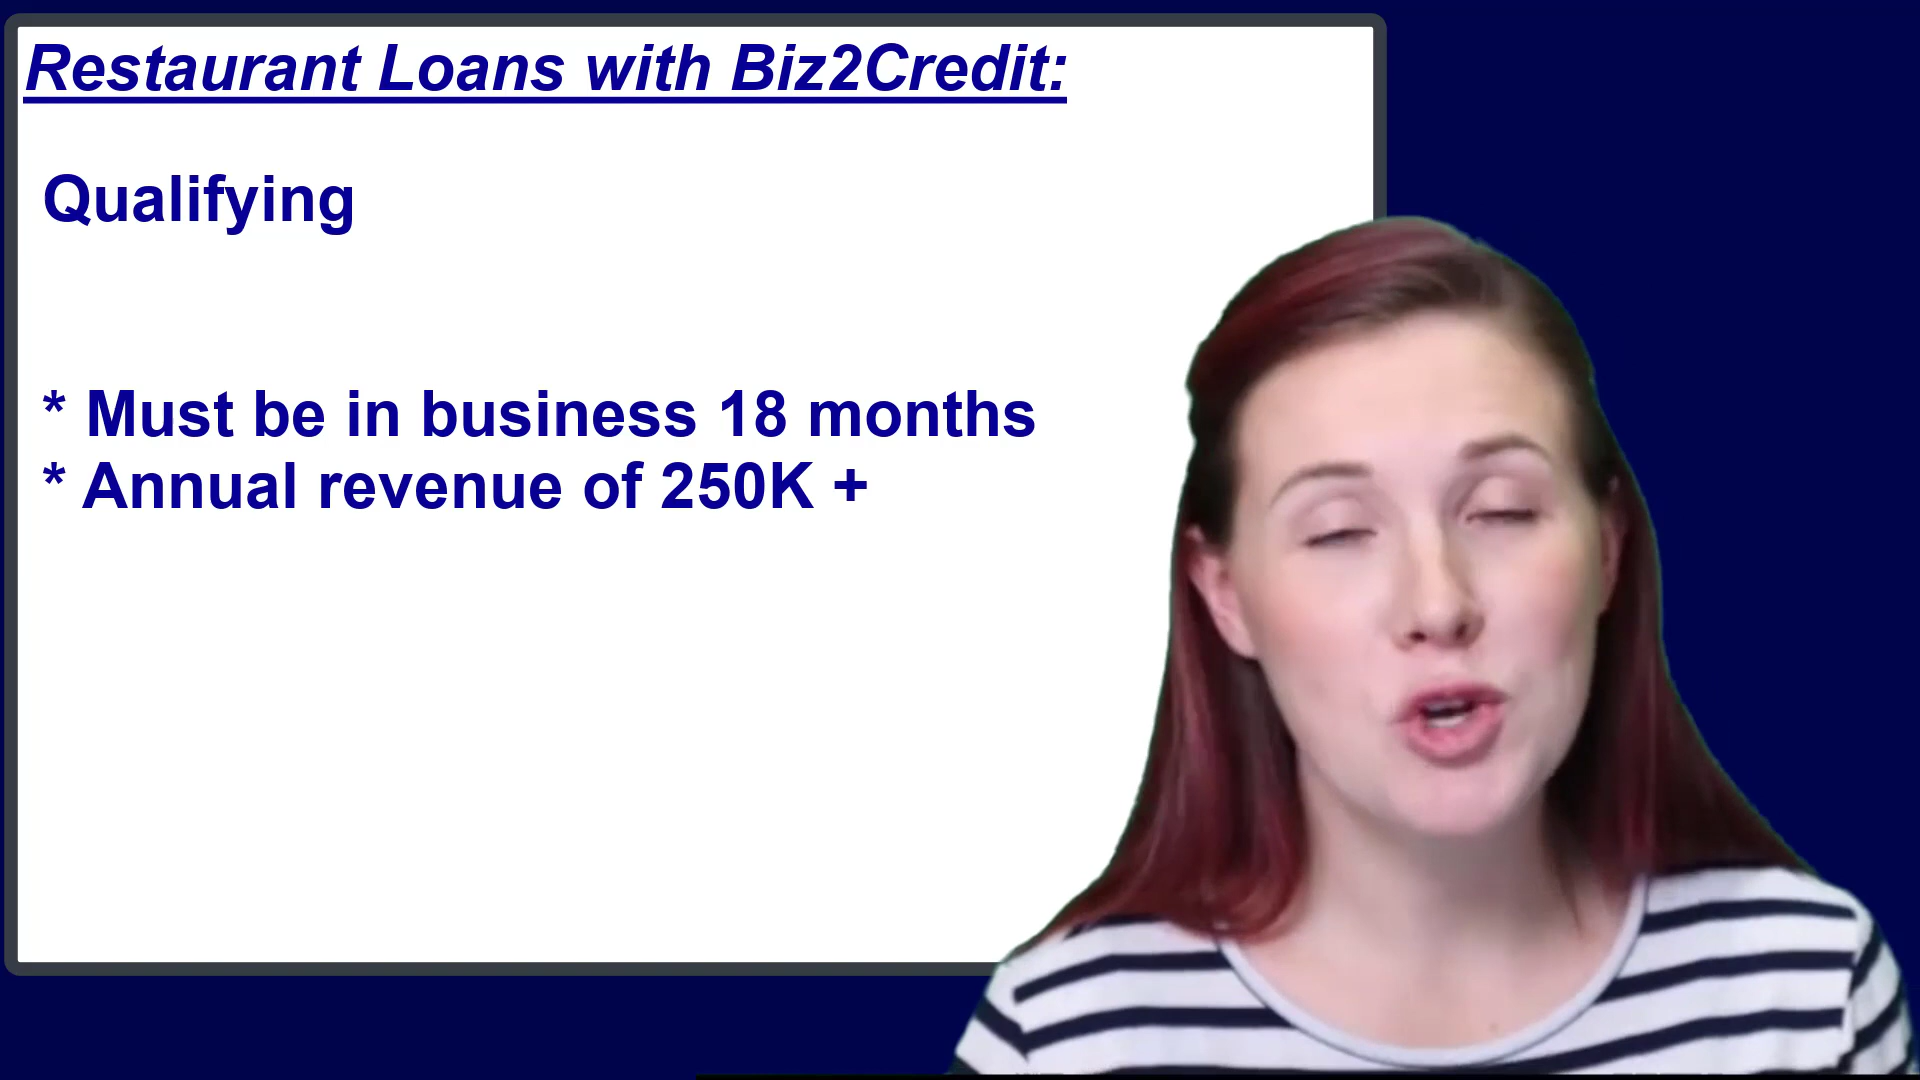 Restaurant Loans with Biz2Credit:
Qualifying
* Must be in business 18 months
* Annual revenue of 250K +